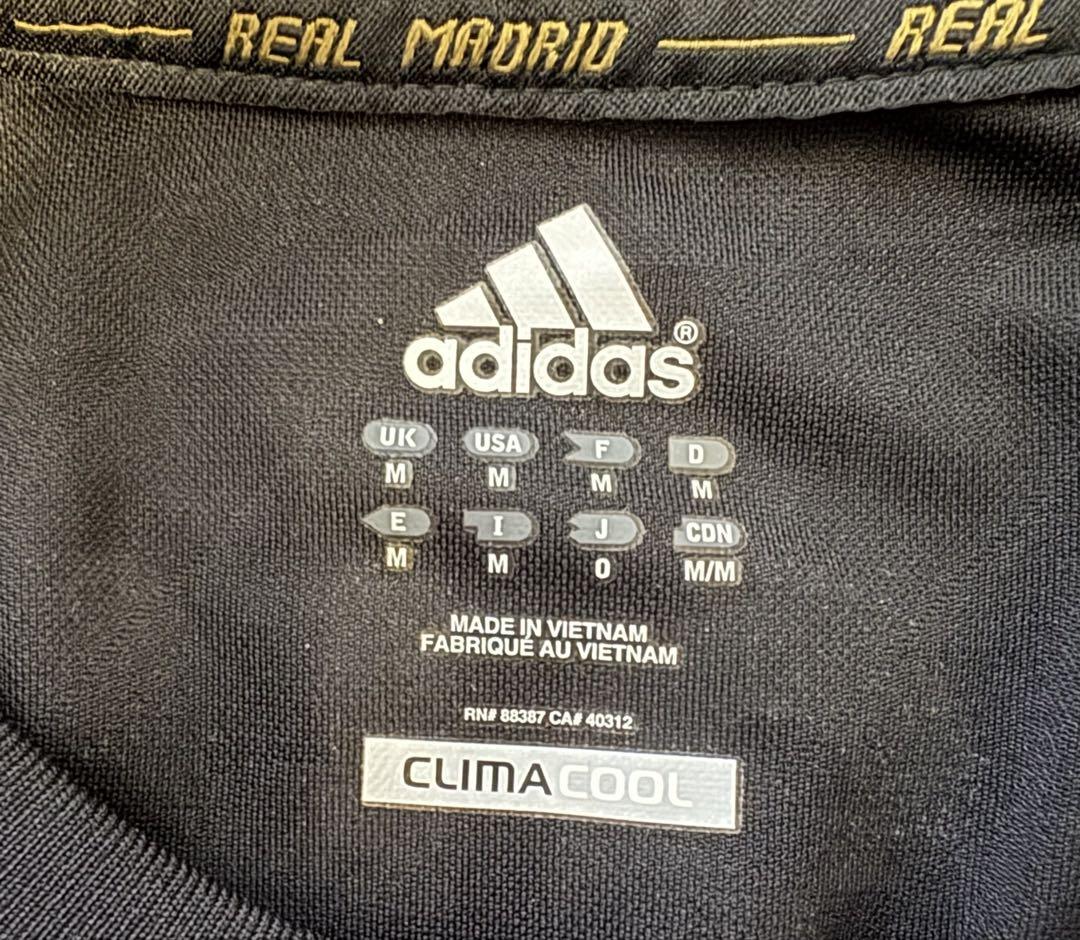 REAL MADRID REAL
adidas®
UK USA F D
M M M M
E I J CDN
M M O M/M
MADE IN VIETNAM
FABRIQUÉ AU VIETNAM
RN# 88387 CA# 40312
CLIMACOOL